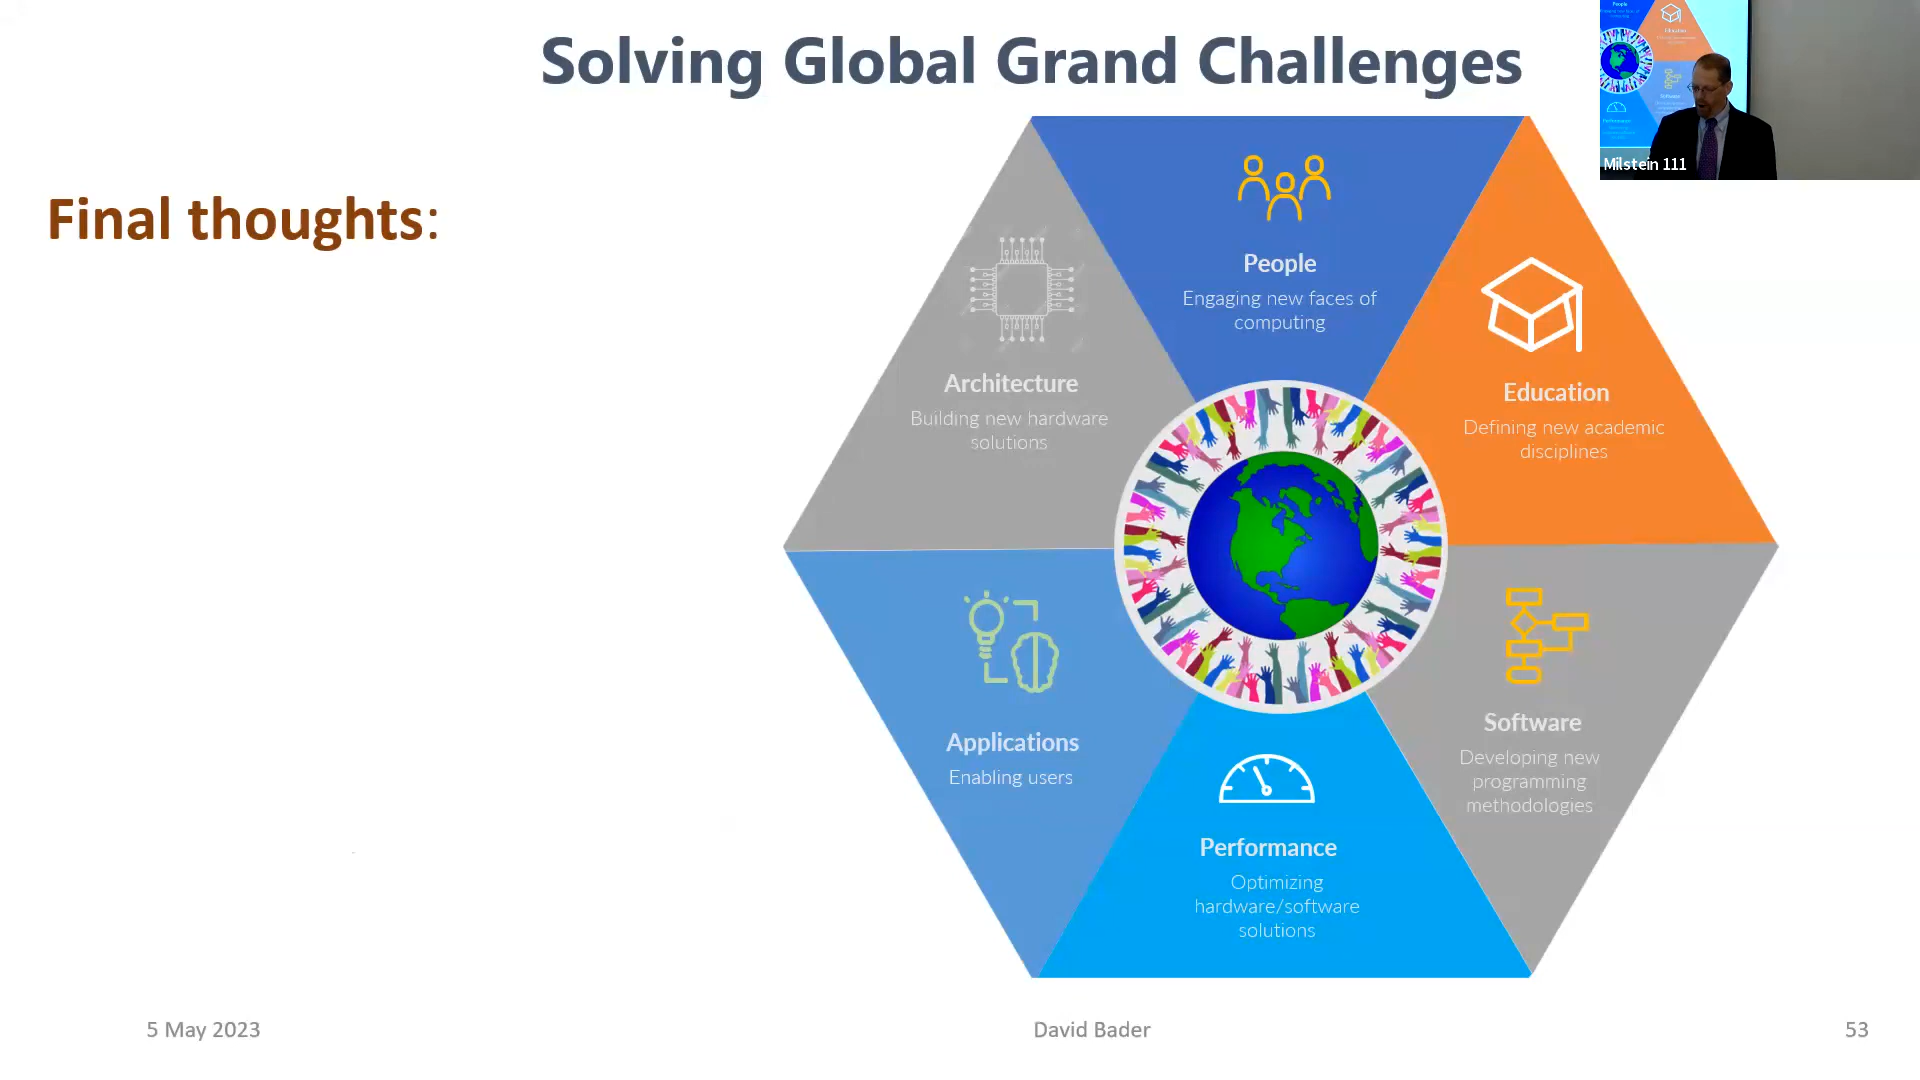 Solving Global Grand Challenges
Milstein 111
Final thoughts:
People
Engaging new faces of
computing
Education
Defining new academic
disciplines
Architecture
Building new hardware
solutions
Applications
Enabling users
Software
Developing new
programming
methodologies
Performance
Optimizing
hardware/software
solutions
5 May 2023
David Bader
53